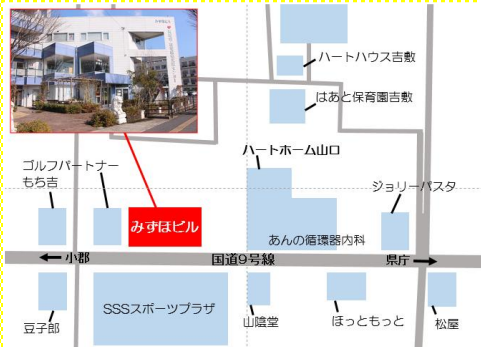 ハートハウス吉敷
はあと保育園吉敷
ハートホーム山口
ゴルフパートナー
もち吉
ジョリーパスタ
みずほビル
あんの循環器内科
小郡
国道9号線
県庁
SSSスポーツプラザ
豆子郎
山陰堂
ほっともっと
松屋